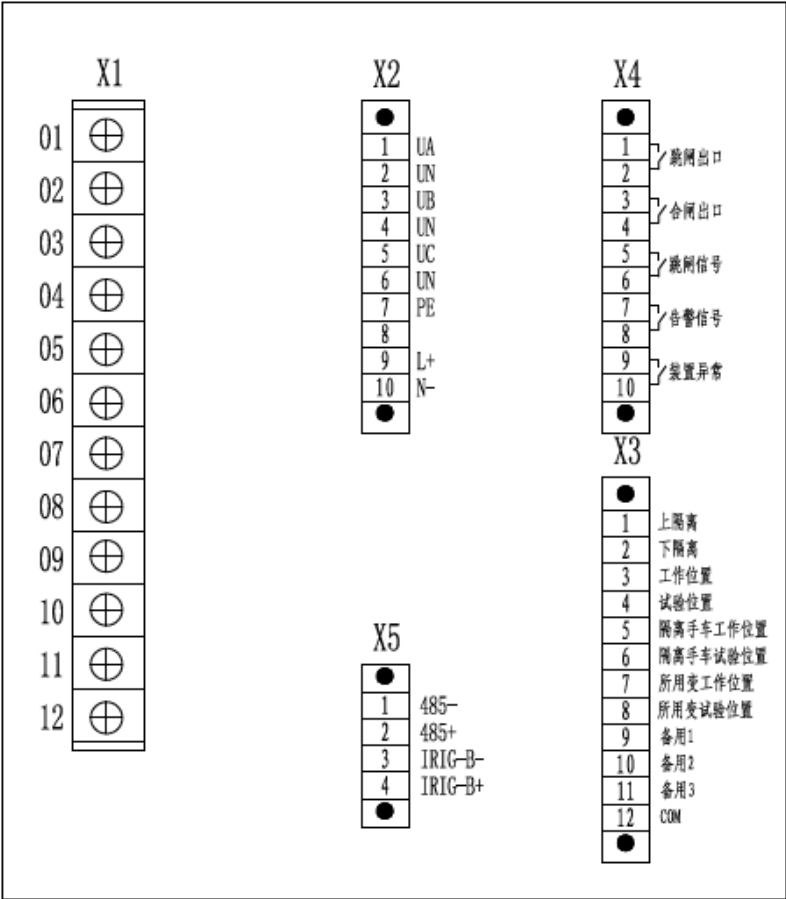 X1
01
02
03
04
05
06
07
08
09
10
11
12
X2
1 UA
2 UN
3 UB
4 UN
5 UC
6 UN
7 PE
8
9 L+
10 N-
X5
1 485-
2 485+
3 IRIG-B-
4 IRIG-B+
X4
1
2
跳闸出口
3
4
合闸出口
5
6
跳闸信号
7
8
告警信号
9
10
装置异常
X3
1 上隔离
2 下隔离
3 工作位置
4 试验位置
5 隔离手车工作位置
6 隔离手车试验位置
7 所用变工作位置
8 所用变试验位置
9 备用1
10 备用2
11 备用3
12 COM